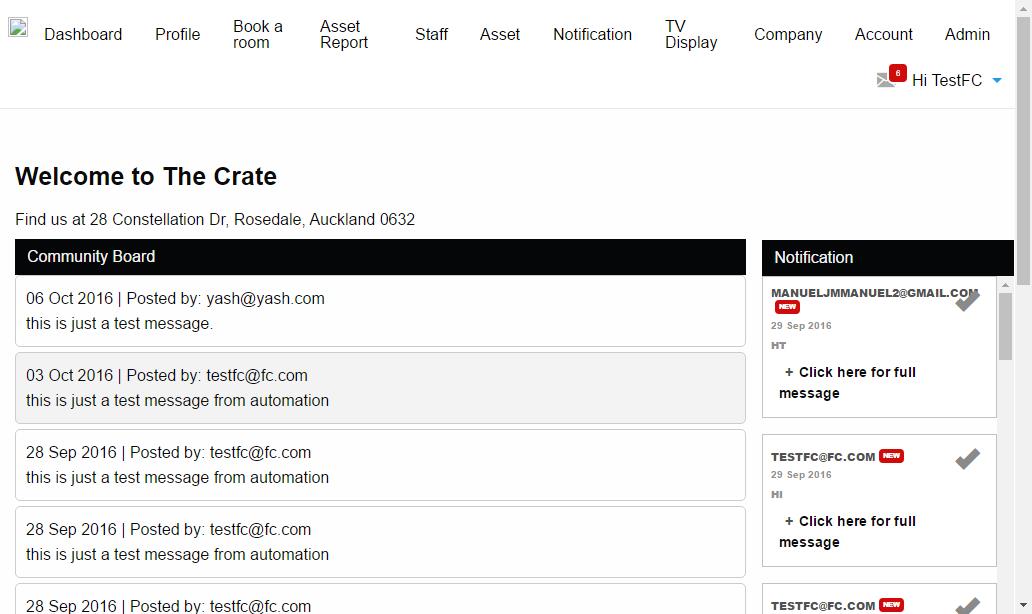 Dashboard
Profile
Book a
room
Asset
Report
Staff
Asset
Notification
TV
Display
Company
Account
Admin
6
Hi TestFC
Welcome to The Crate
Find us at 28 Constellation Dr, Rosedale, Auckland 0632
Community Board
06 Oct 2016 | Posted by: yash@yash.com
this is just a test message.
03 Oct 2016 | Posted by: testfc@fc.com
this is just a test message from automation
28 Sep 2016 | Posted by: testfc@fc.com
this is just a test message from automation
28 Sep 2016 | Posted by: testfc@fc.com
this is just a test message from automation
28 Sep 2016 | Posted by: testfc@fc.com
Notification
MANUELJMMANUEL2@GMAIL.COM
NEW
29 Sep 2016
HT
+ Click here for full
message
TESTFC@FC.COM NEW
29 Sep 2016
HI
+ Click here for full
message
TESTFC@FC.COM NEW